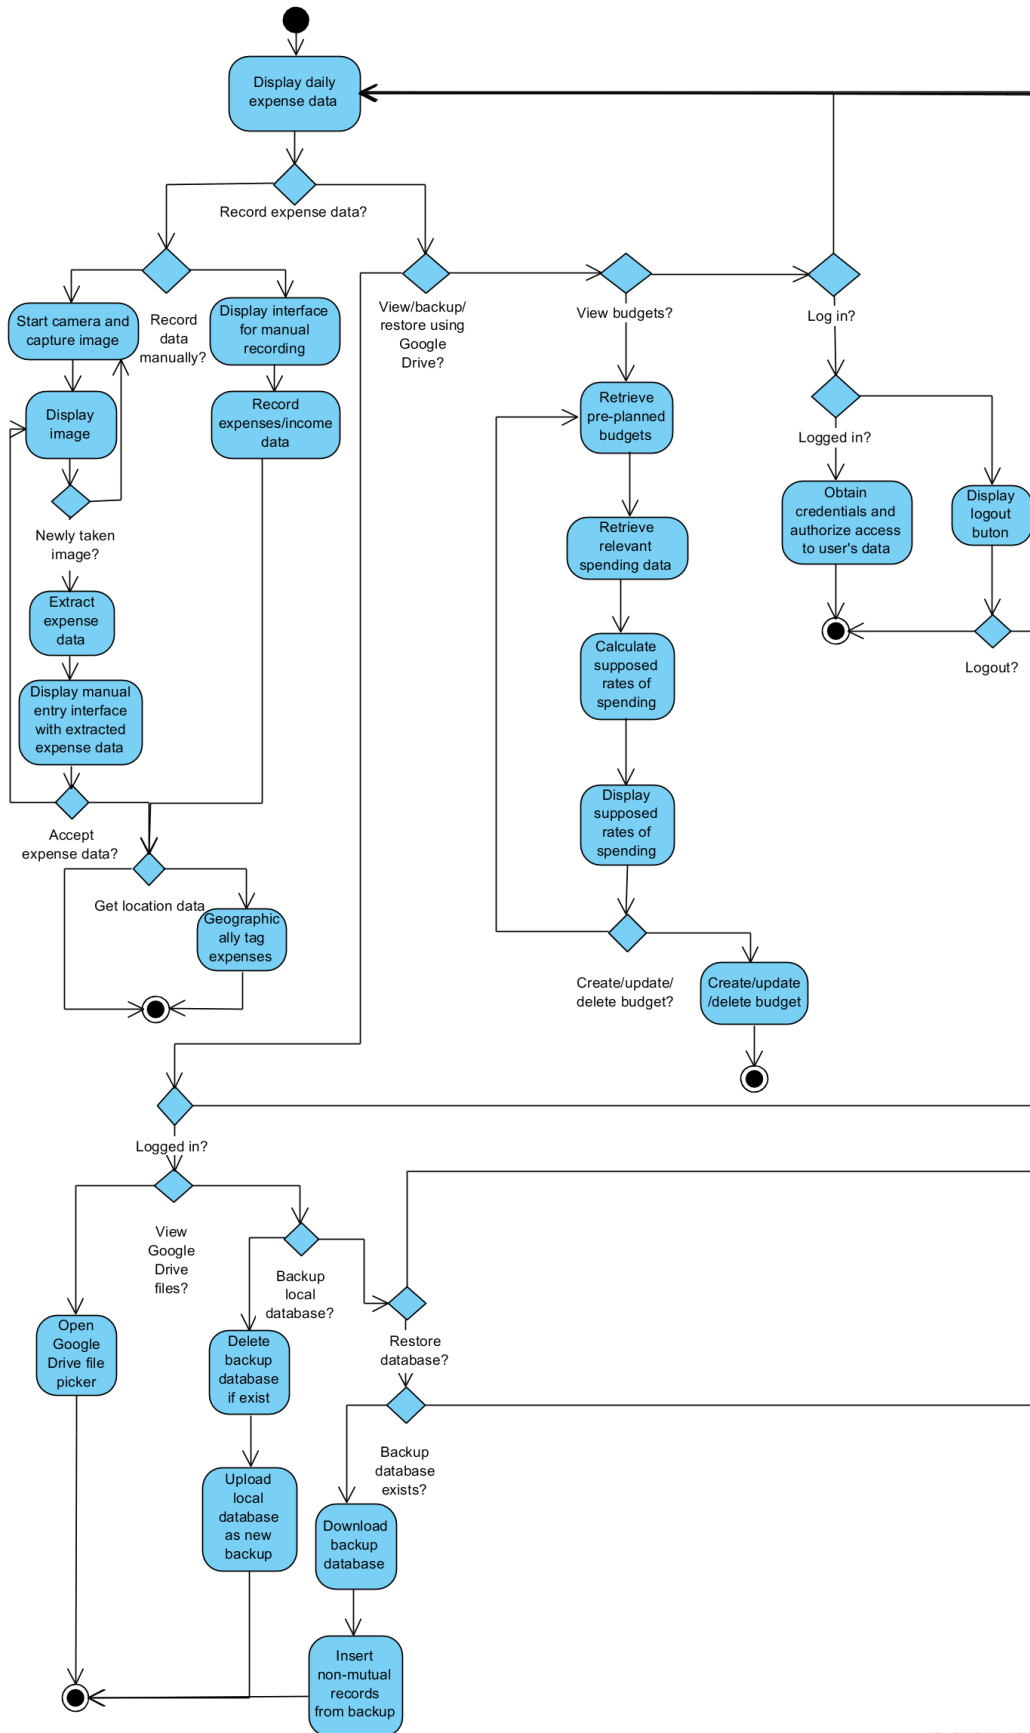 Display daily
expense data
Record expense data?
Start camera and
capture image
Record
data
manually?
Display interface
for manual
recording
View/backup/
restore using
Google
Drive?
View budgets?
Log in?
Display
image
Record
expenses/income
data
Retrieve
pre-planned
budgets
Logged in?
Newly taken
image?
Retrieve
relevant
spending data
Obtain
credentials and
authorize access
to user's data
Display
logout
buton
Extract
expense
data
Calculate
supposed
rates of
spending
Logout?
Display manual
entry interface
with extracted
expense data
Display
supposed
rates of
spending
Accept
expense data?
Get location data
Geographic
ally tag
expenses
Create/update/
delete budget?
Create/update
/delete budget
Logged in?
View
Google
Drive
files?
Backup
local
database?
Open
Google
Drive file
picker
Delete
backup
database
if exist
Restore
database?
Backup
database
exists?
Upload
local
database
as new
backup
Download
backup
database
Insert
non-mutual
records
from backup